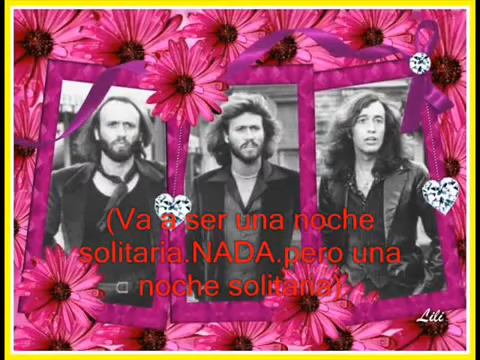 (Va a ser una noche
solitaria.NADA.pero una
noche solitaria)
Lili